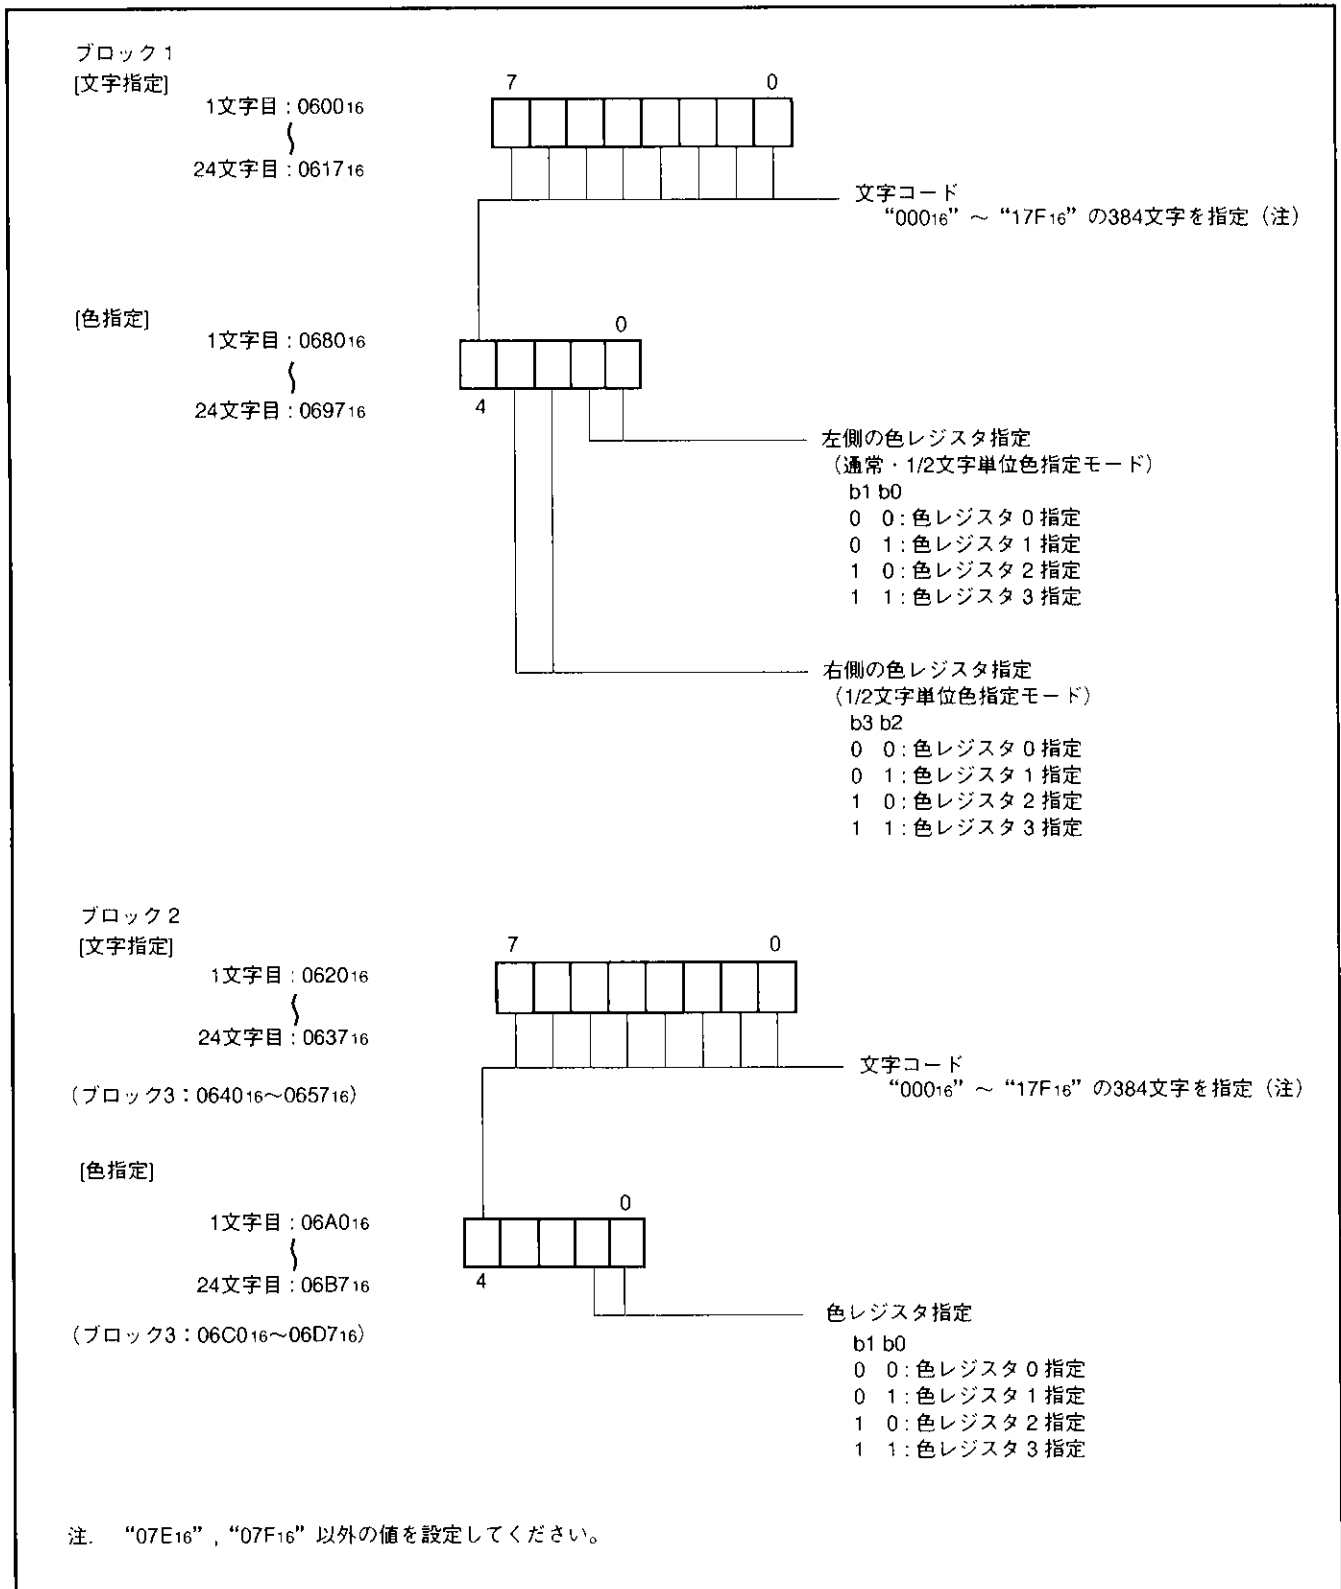 ブロック 1
[文字指定]
7 0
1文字目 : 060016
24文字目 : 061716
文字コード
“00016” ～ “17F16” の384文字を指定（注）
[色指定]
0
1文字目 : 068016
24文字目 : 069716
4
左側の色レジスタ指定
（通常・1/2文字単位色指定モード）
b1 b0
0 0 : 色レジスタ 0 指定
0 1 : 色レジスタ 1 指定
1 0 : 色レジスタ 2 指定
1 1 : 色レジスタ 3 指定
右側の色レジスタ指定
（1/2文字単位色指定モード）
b3 b2
0 0 : 色レジスタ 0 指定
0 1 : 色レジスタ 1 指定
1 0 : 色レジスタ 2 指定
1 1 : 色レジスタ 3 指定
ブロック 2
[文字指定]
7 0
1文字目 : 062016
24文字目 : 063716
文字コード
“00016” ～ “17F16” の384文字を指定（注）
（ブロック3：064016～065716）
[色指定]
0
1文字目 : 06A016
24文字目 : 06B716
4
色レジスタ指定
（ブロック3：06C016～06D716）
b1 b0
0 0 : 色レジスタ 0 指定
0 1 : 色レジスタ 1 指定
1 0 : 色レジスタ 2 指定
1 1 : 色レジスタ 3 指定
注. “07E16” , “07F16” 以外の値を設定してください。